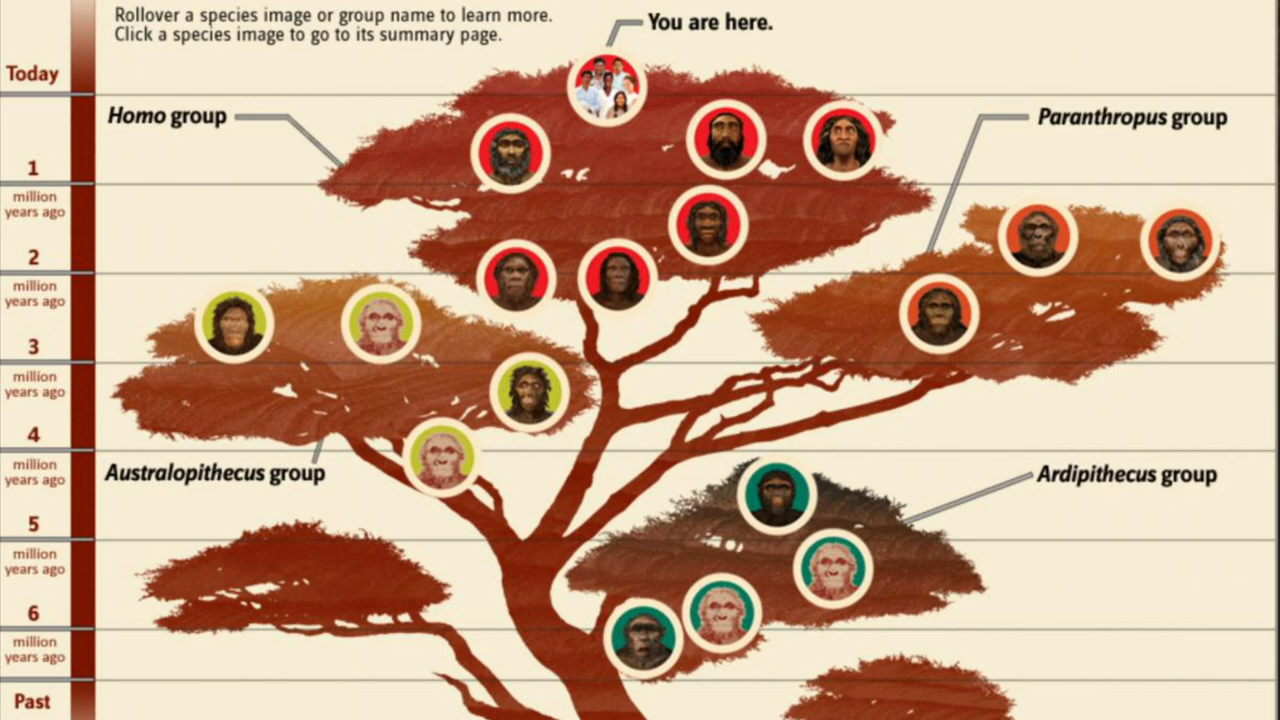 Rollover a species image or group name to learn more.
Click a species image to go to its summary page.
You are here.
Today
Homo group
Paranthropus group
1
million
years ago
2
million
years ago
3
million
years ago
4
million
years ago
Australopithecus group
Ardipithecus group
5
million
years ago
6
million
years ago
Past